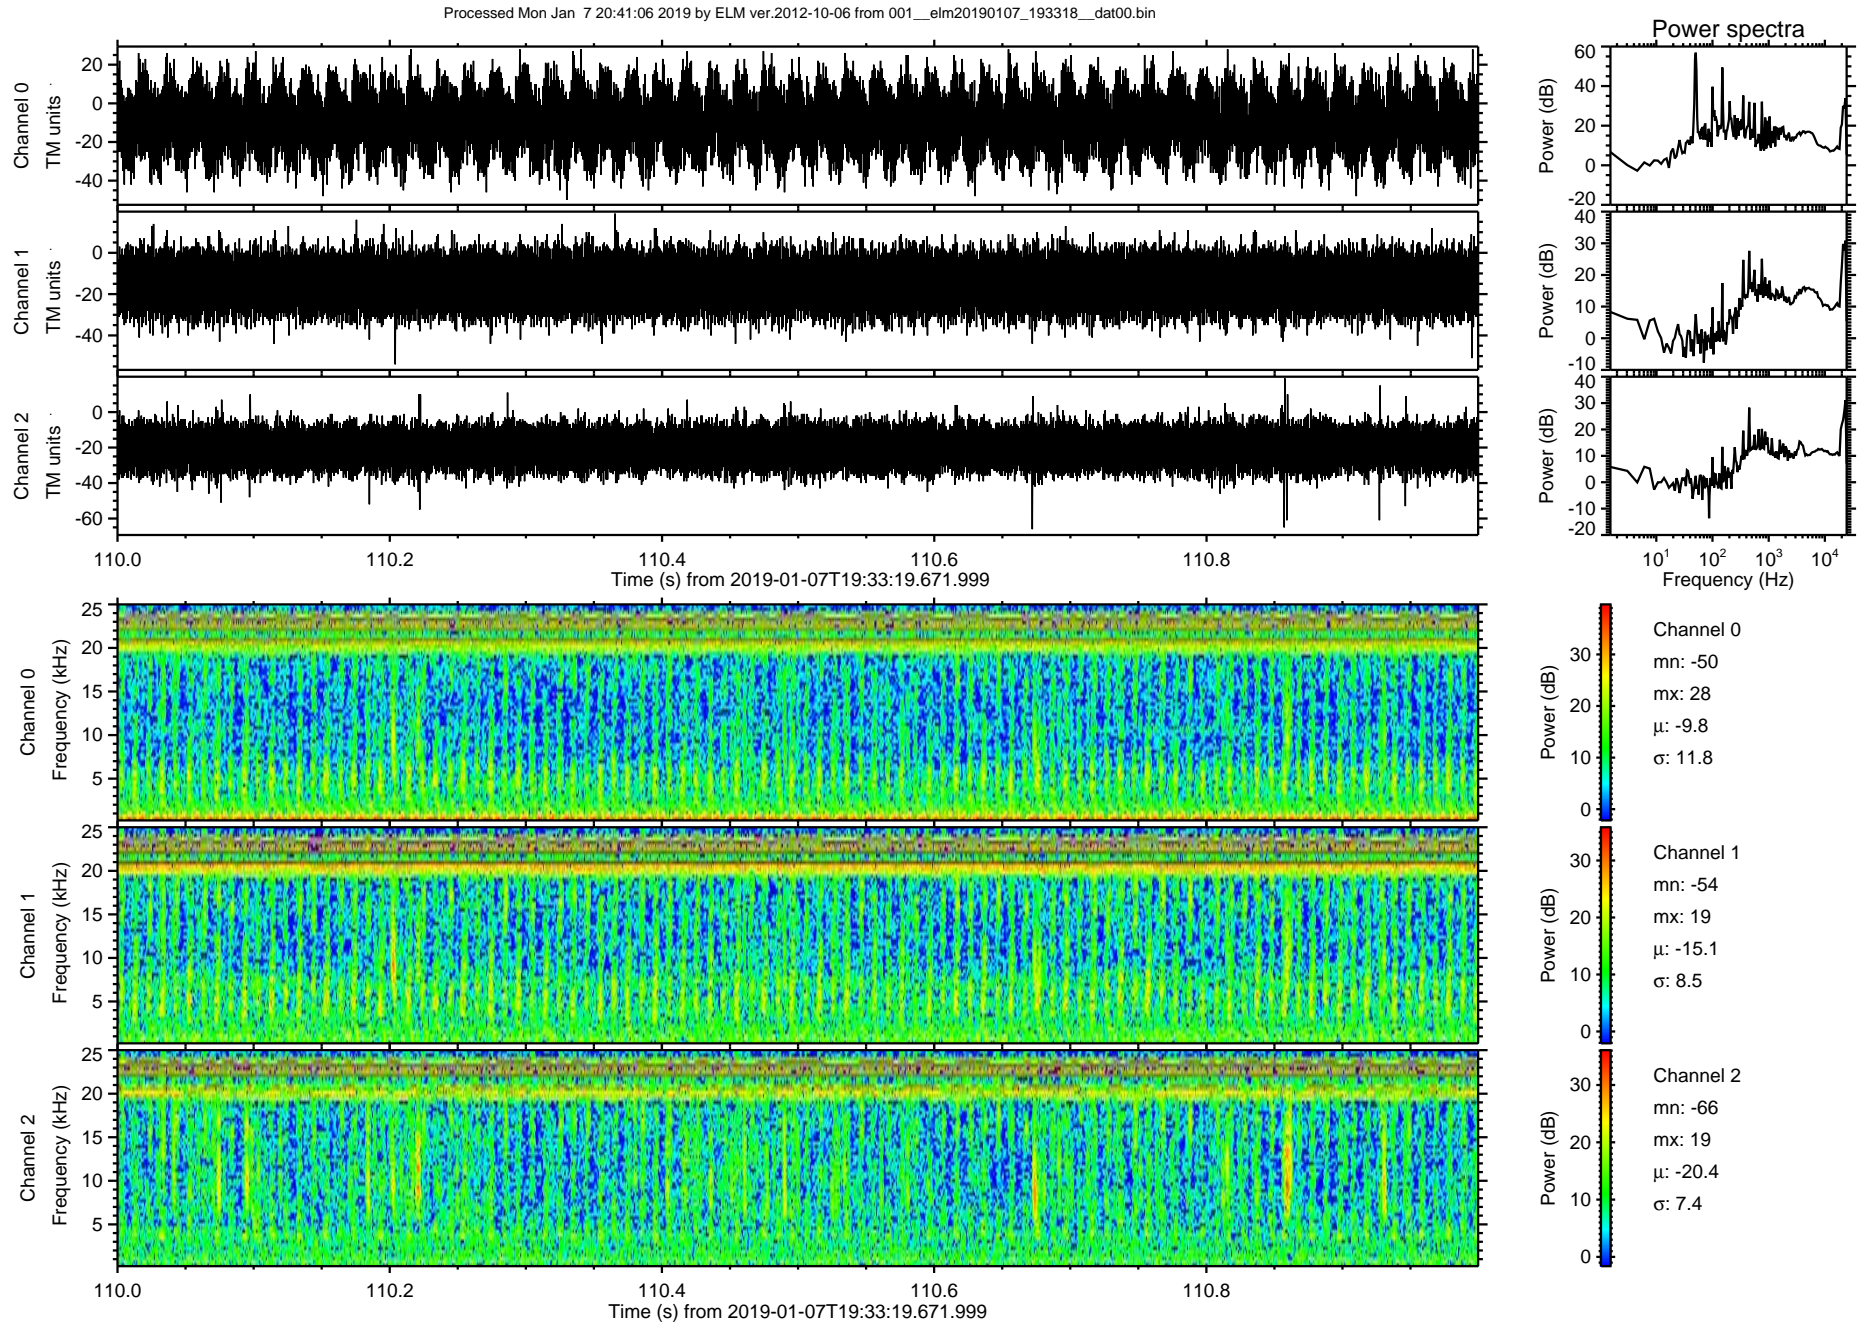 Processed Mon Jan  7 20:41:06 2019 by ELM ver.2012-10-06 from 001__elm20190107_193318__dat00.bin
Power spectra
Channel 0
TM units
20
0
-20
-40
Power (dB)
60
40
20
0
-20
Channel 1
TM units
0
-20
-40
Power (dB)
40
30
20
10
0
-10
Channel 2
TM units
0
-20
-40
-60
Power (dB)
40
30
20
10
0
-10
-20
110.0 110.2 110.4 110.6 110.8
Time (s) from 2019-01-07T19:33:19.671.999
10^1 10^2 10^3 10^4
Frequency (Hz)
Channel 0
Frequency (kHz)
25
20
15
10
5
Power (dB)
30
20
10
0
Channel 0
mn: -50
mx: 28
μ: -9.8
σ: 11.8
Channel 1
Frequency (kHz)
25
20
15
10
5
Power (dB)
30
20
10
0
Channel 1
mn: -54
mx: 19
μ: -15.1
σ: 8.5
Channel 2
Frequency (kHz)
25
20
15
10
5
Power (dB)
30
20
10
0
Channel 2
mn: -66
mx: 19
μ: -20.4
σ: 7.4
110.0 110.2 110.4 110.6 110.8
Time (s) from 2019-01-07T19:33:19.671.999